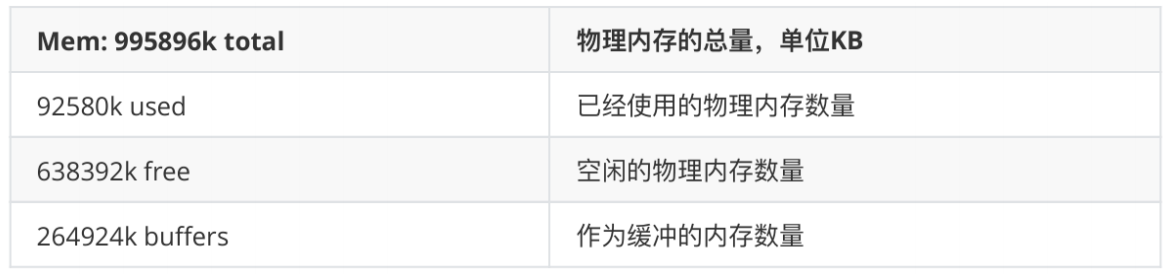 Mem: 995896k total 物理内存的总量，单位KB
92580k used 已经使用的物理内存数量
638392k free 空闲的物理内存数量
264924k buffers 作为缓冲的内存数量